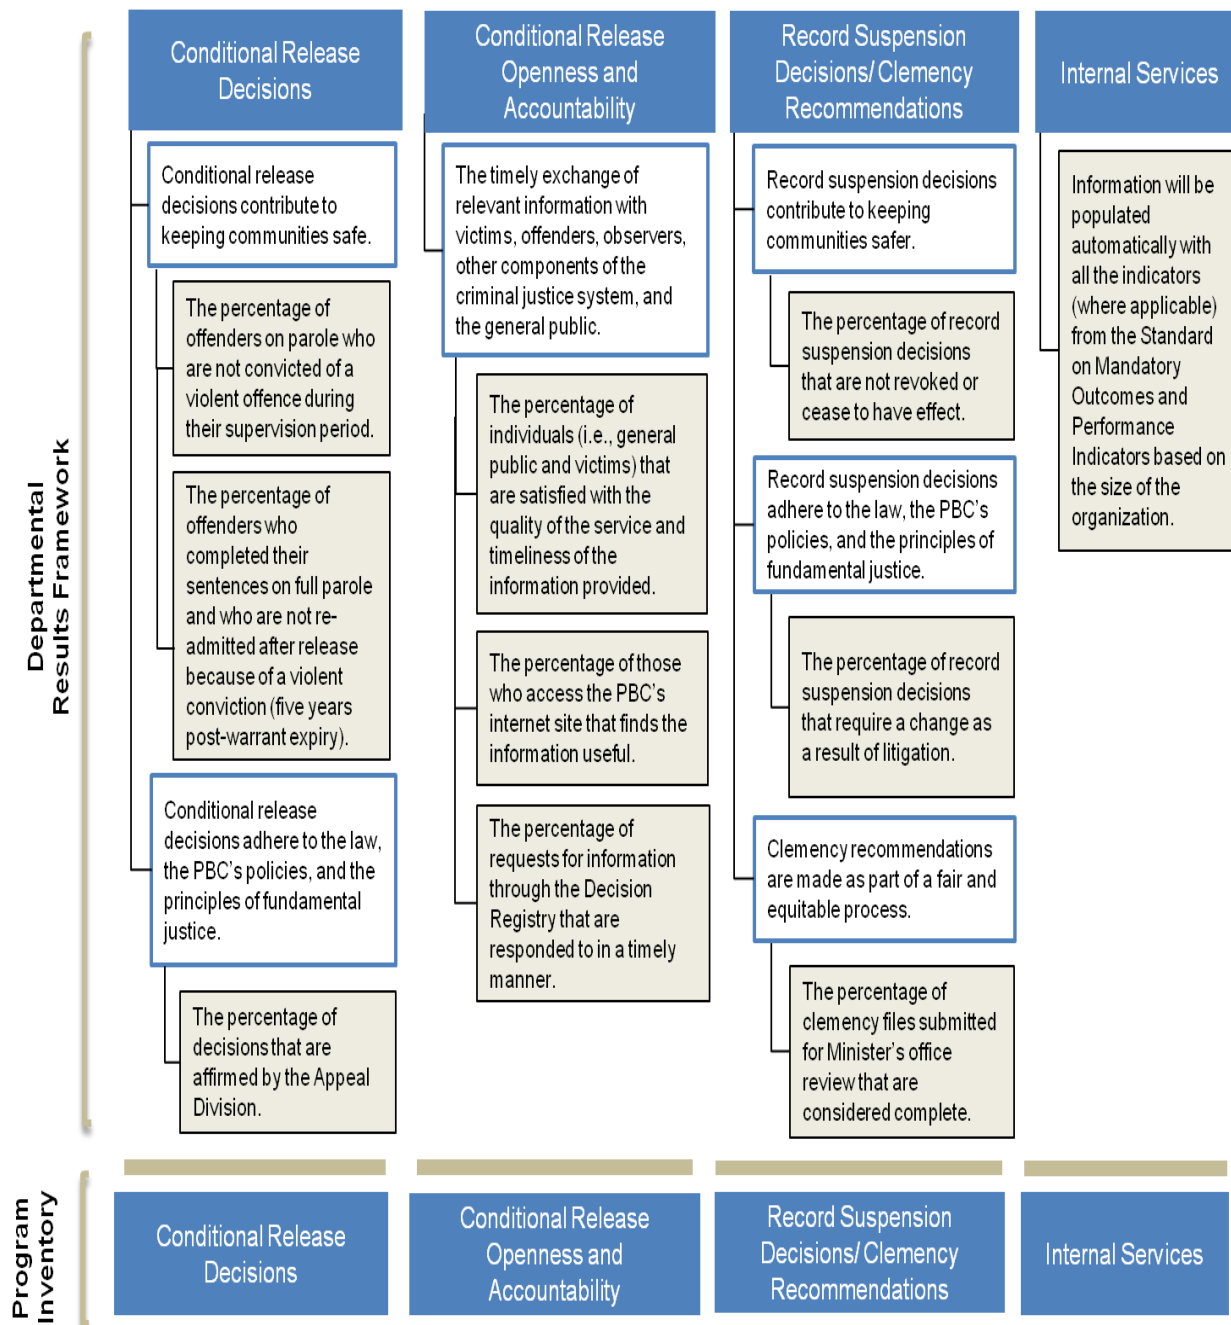 Departmental
Results Framework
Conditional Release
Decisions
Conditional release
decisions contribute to
keeping communities safe.
The percentage of
offenders on parole who
are not convicted of a
violent offence during
their supervision period.
The percentage of
offenders who
completed their
sentences on full parole
and who are not re-
admitted after release
because of a violent
conviction (five years
post-warrant expiry).
Conditional release
decisions adhere to the law,
the PBC's policies, and the
principles of fundamental
justice.
The percentage of
decisions that are
affirmed by the Appeal
Division.
Conditional Release
Openness and
Accountability
The timely exchange of
relevant information with
victims, offenders, observers,
other components of the
criminal justice system, and
the general public.
The percentage of
individuals (i.e., general
public and victims) that
are satisfied with the
quality of the service and
timeliness of the
information provided.
The percentage of those
who access the PBC's
internet site that finds the
information useful.
The percentage of
requests for information
through the Decision
Registry that are
responded to in a timely
manner.
Record Suspension
Decisions/ Clemency
Recommendations
Record suspension decisions
contribute to keeping
communities safer.
The percentage of record
suspension decisions
that are not revoked or
cease to have effect.
Record suspension decisions
adhere to the law, the PBC's
policies, and the principles of
fundamental justice.
The percentage of record
suspension decisions
that require a change as
a result of litigation.
Clemency recommendations
are made as part of a fair and
equitable process.
The percentage of
clemency files submitted
for Minister's office
review that are
considered complete.
Internal Services
Information will be
populated
automatically with
all the indicators
(where applicable)
from the Standard
on Mandatory
Outcomes and
Performance
Indicators based on
the size of the
organization.
Program
Inventory
Conditional Release
Decisions
Conditional Release
Openness and
Accountability
Record Suspension
Decisions/ Clemency
Recommendations
Internal Services